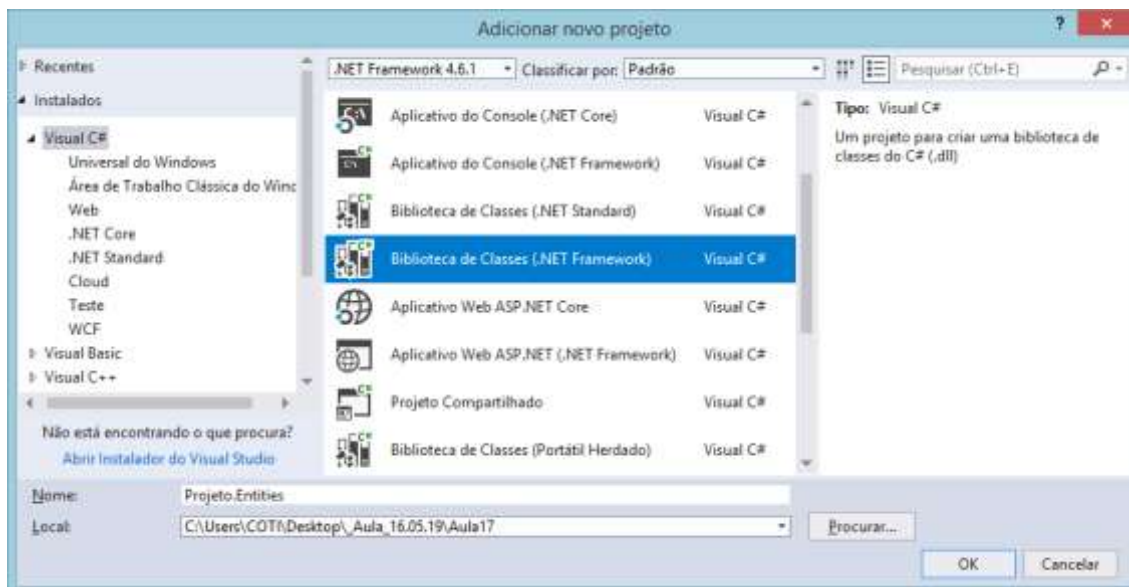 Adicionar novo projeto
?
Recentes
.NET Framework 4.6.1
Classificar por: Padrão
Pesquisar (Ctrl+E)
Instalados
Visual C#
Universal do Windows
Área de Trabalho Clássica do Winc
Web
.NET Core
.NET Standard
Cloud
Teste
WCF
Visual Basic
Visual C++
Não está encontrando o que procura?
Abrir Instalador do Visual Studio
Aplicativo do Console (.NET Core) Visual C#
Aplicativo do Console (.NET Framework) Visual C#
Biblioteca de Classes (.NET Standard) Visual C#
Biblioteca de Classes (.NET Framework) Visual C#
Aplicativo Web ASP.NET Core Visual C#
Aplicativo Web ASP.NET (.NET Framework) Visual C#
Projeto Compartilhado Visual C#
Biblioteca de Classes (Portátil Herdado) Visual C#
Tipo: Visual C#
Um projeto para criar uma biblioteca de
classes do C# (.dll)
Nome: Projeto.Entities
Local: C:\Users\COTI\Desktop\_Aula_16.05.19\Aula17
Procurar...
OK Cancelar